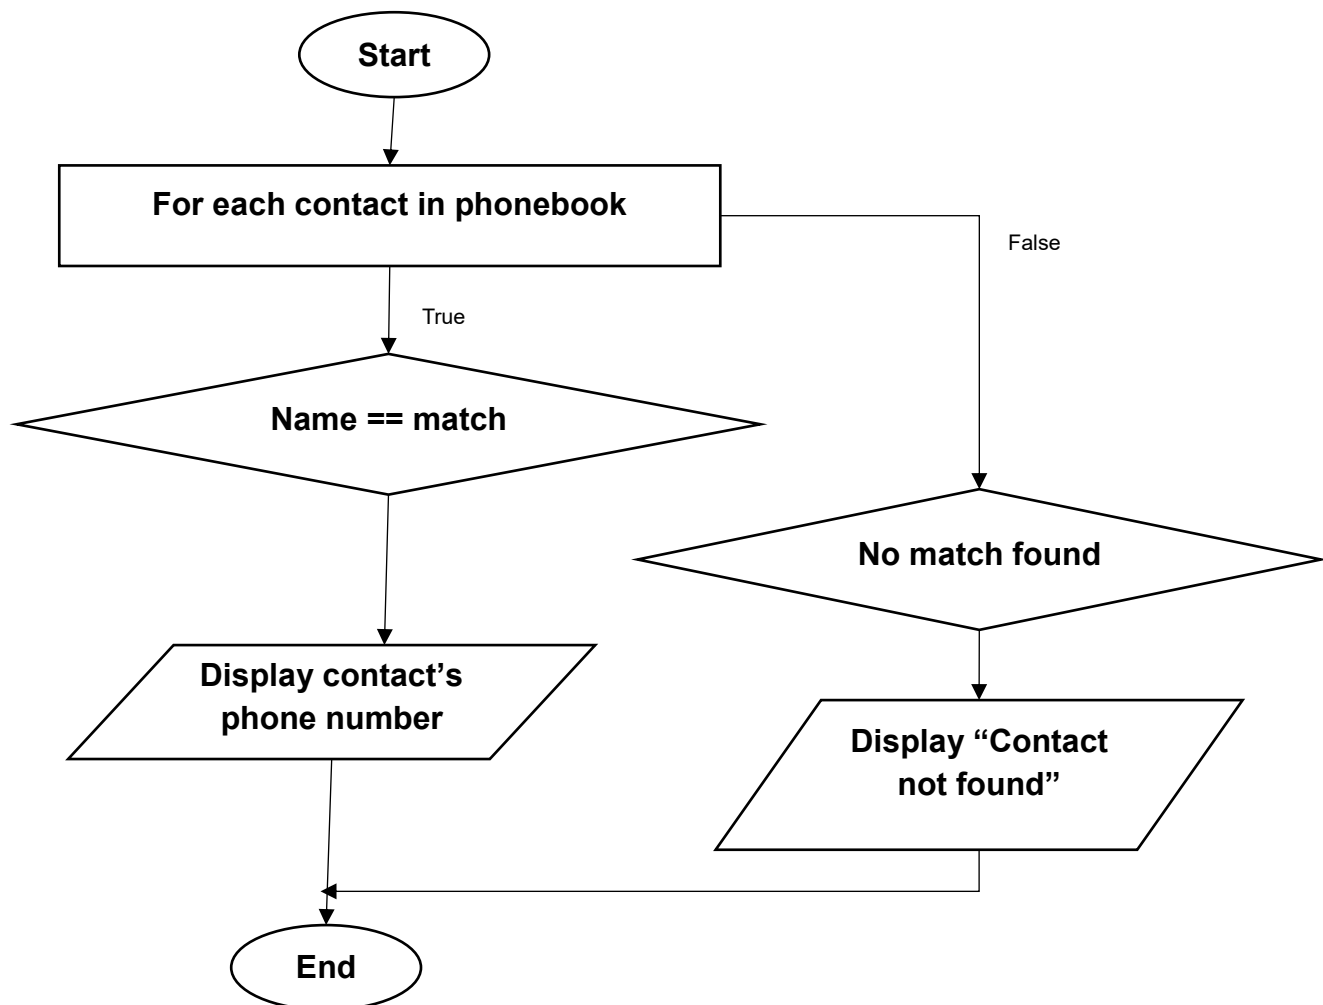 Start
For each contact in phonebook
False
True
Name == match
No match found
Display contact’s
phone number
Display “Contact
not found”
End